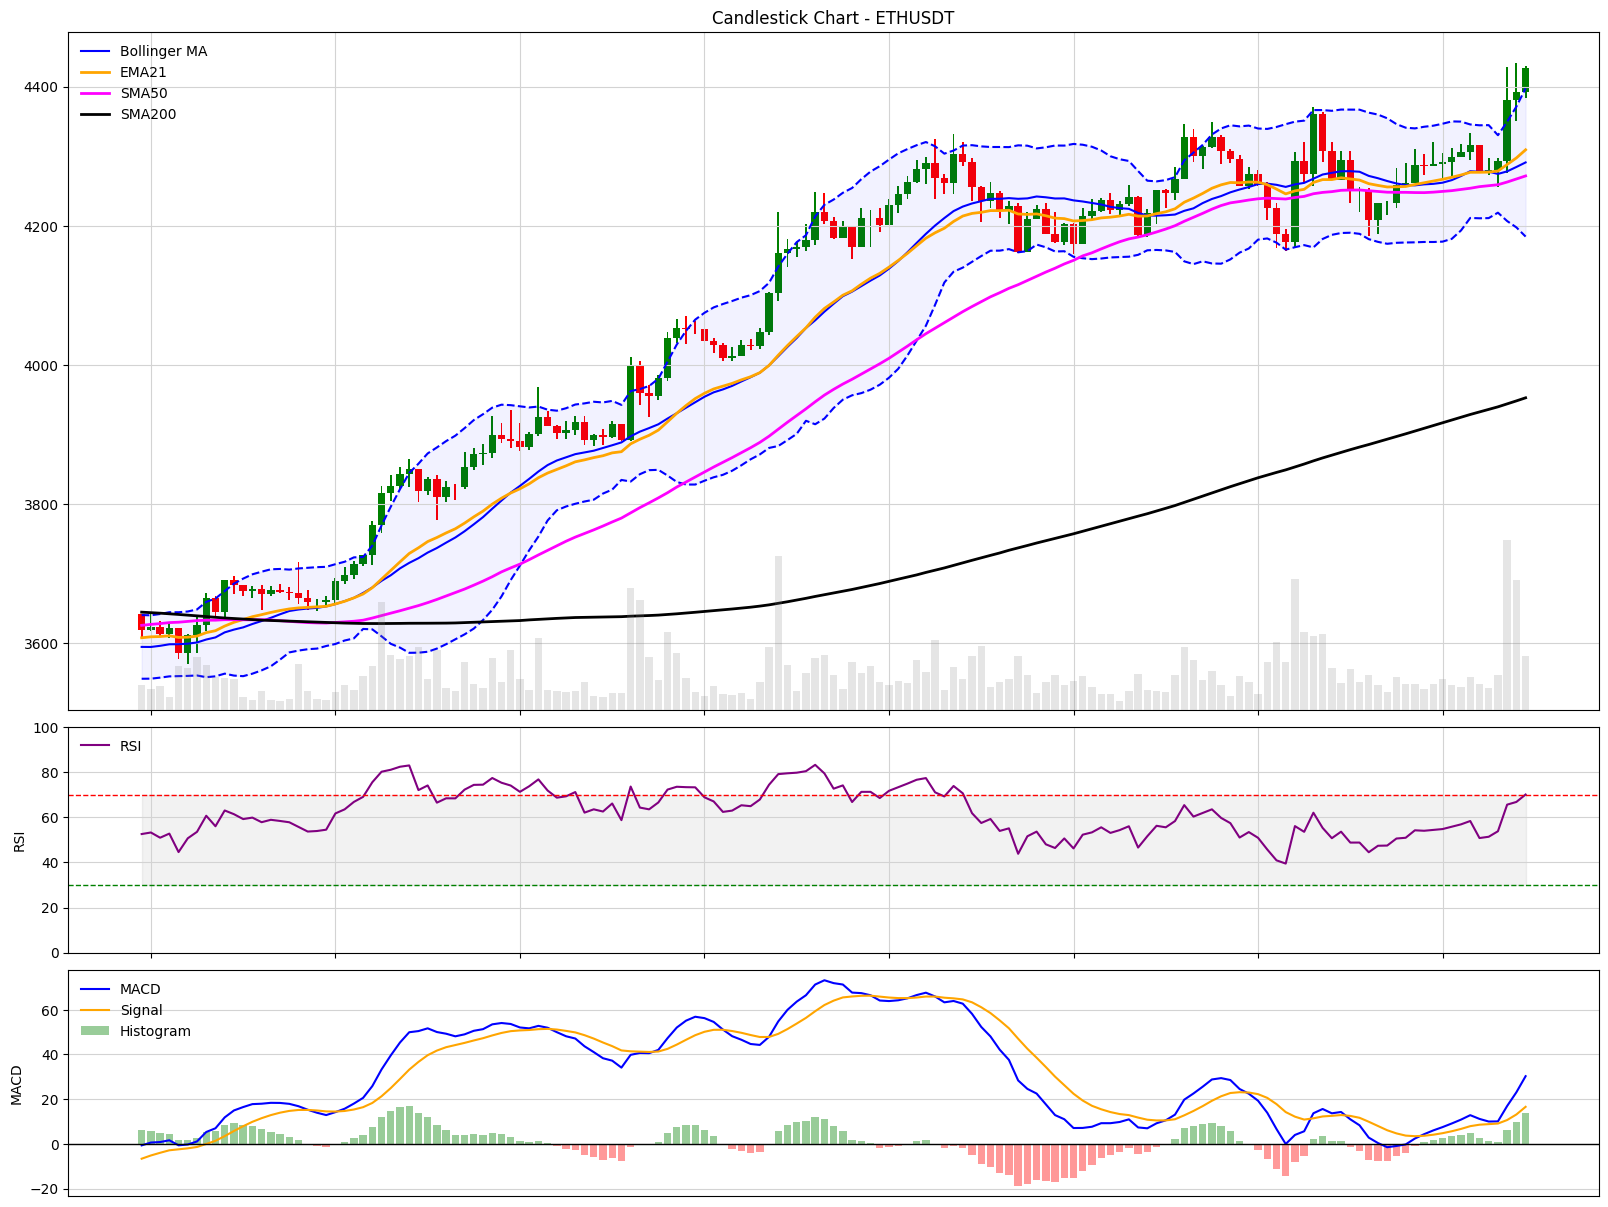 Candlestick Chart - ETHUSDT
Bollinger MA
EMA21
SMA50
SMA200
4400
4200
4000
3800
3600
RSI
100
80
60
40
20
0
RSI
MACD
Signal
Histogram
60
40
20
0
−20
MACD